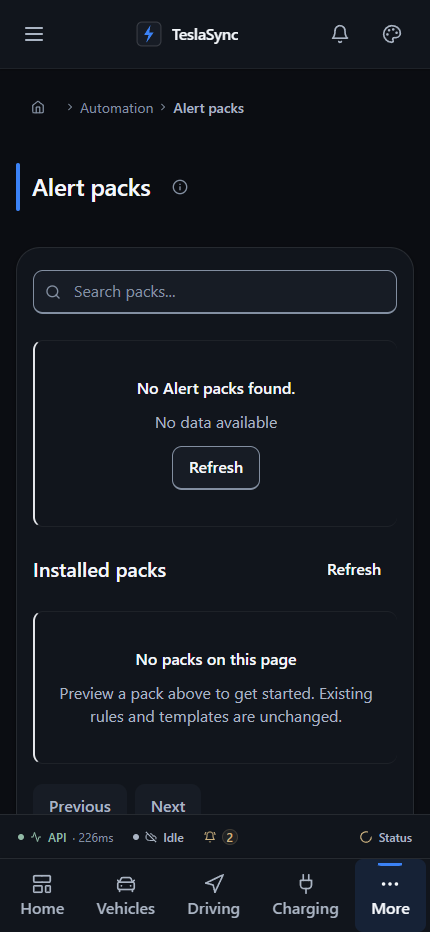 TeslaSync
Automation
Alert packs
Alert packs
Search packs...
No Alert packs found.
No data available
Refresh
Installed packs
Refresh
No packs on this page
Preview a pack above to get started. Existing
rules and templates are unchanged.
Previous
Next
API · 226ms
Idle
2
Status
Home
Vehicles
Driving
Charging
More